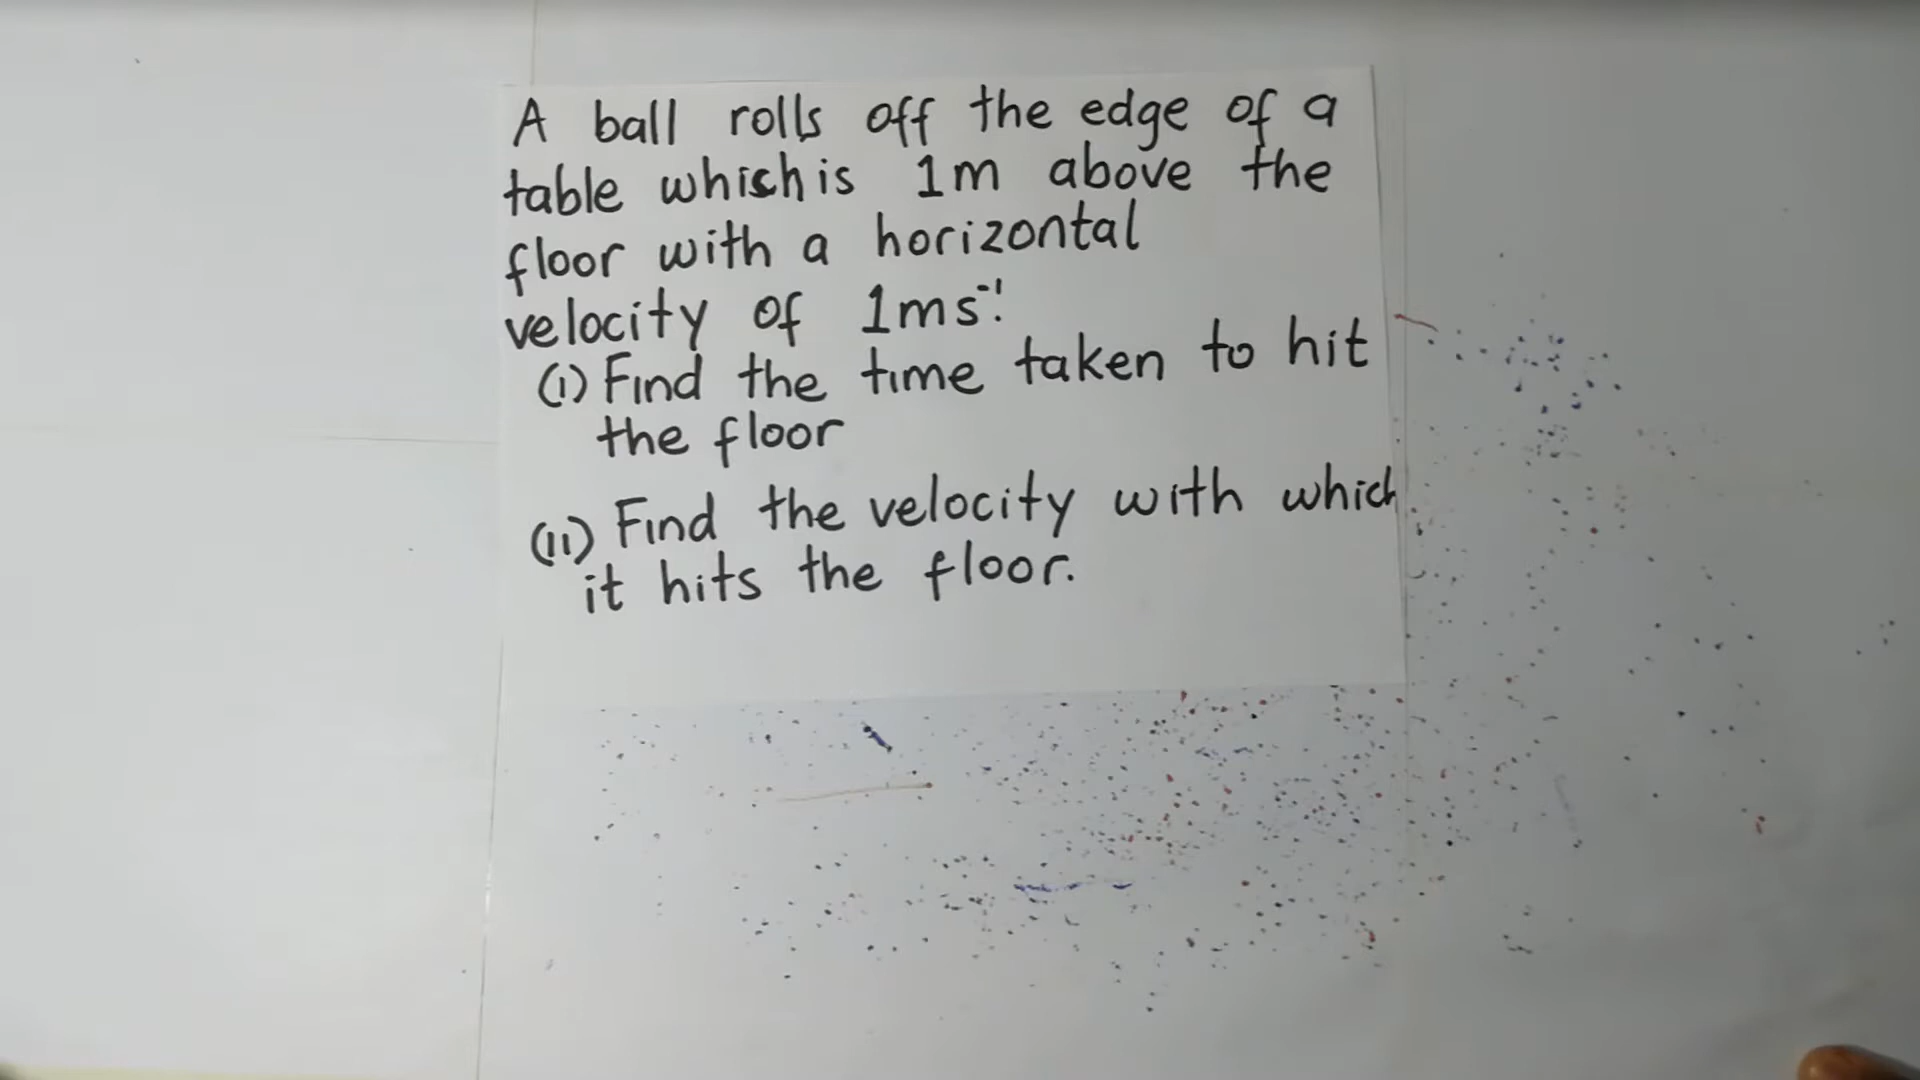 A ball rolls off the edge of a
table which is 1m above the
floor with a horizontal
velocity of 1ms⁻¹.
(i) Find the time taken to hit
the floor
(ii) Find the velocity with which
it hits the floor.